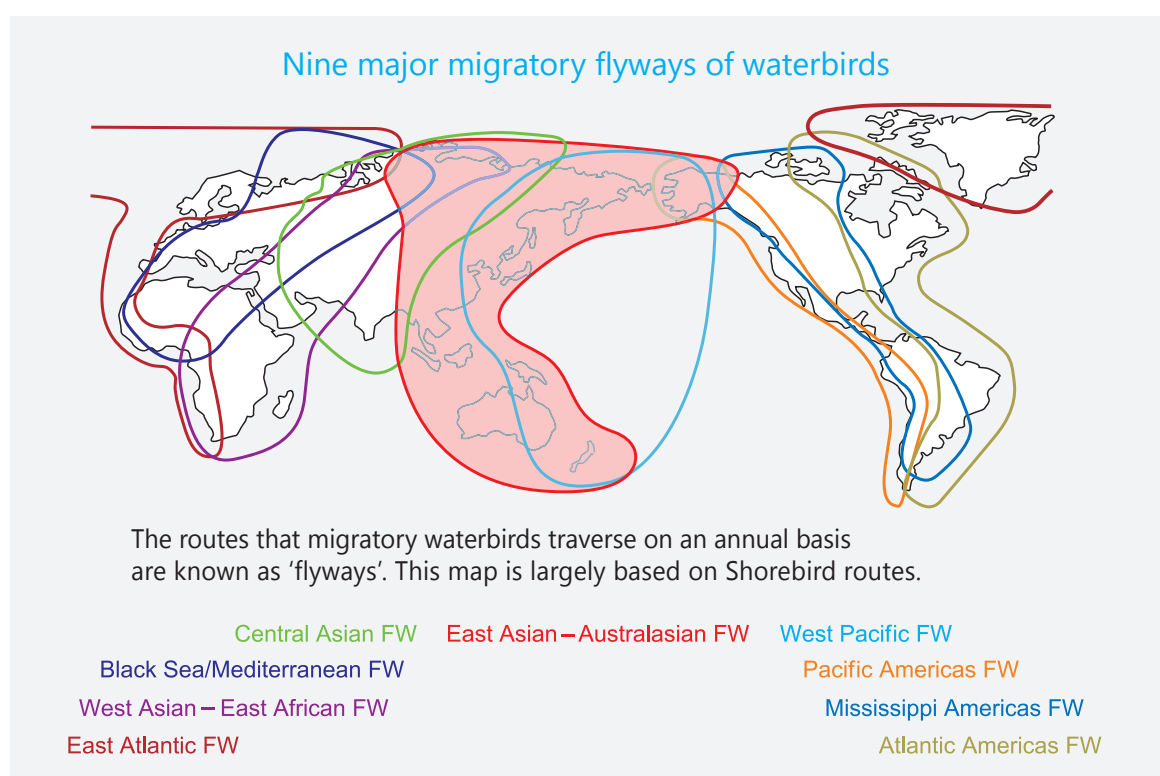 Nine major migratory flyways of waterbirds
The routes that migratory waterbirds traverse on an annual basis
are known as ‘flyways’. This map is largely based on Shorebird routes.
Central Asian FW East Asian – Australasian FW West Pacific FW
Black Sea/Mediterranean FW Pacific Americas FW
West Asian – East African FW Mississippi Americas FW
East Atlantic FW Atlantic Americas FW